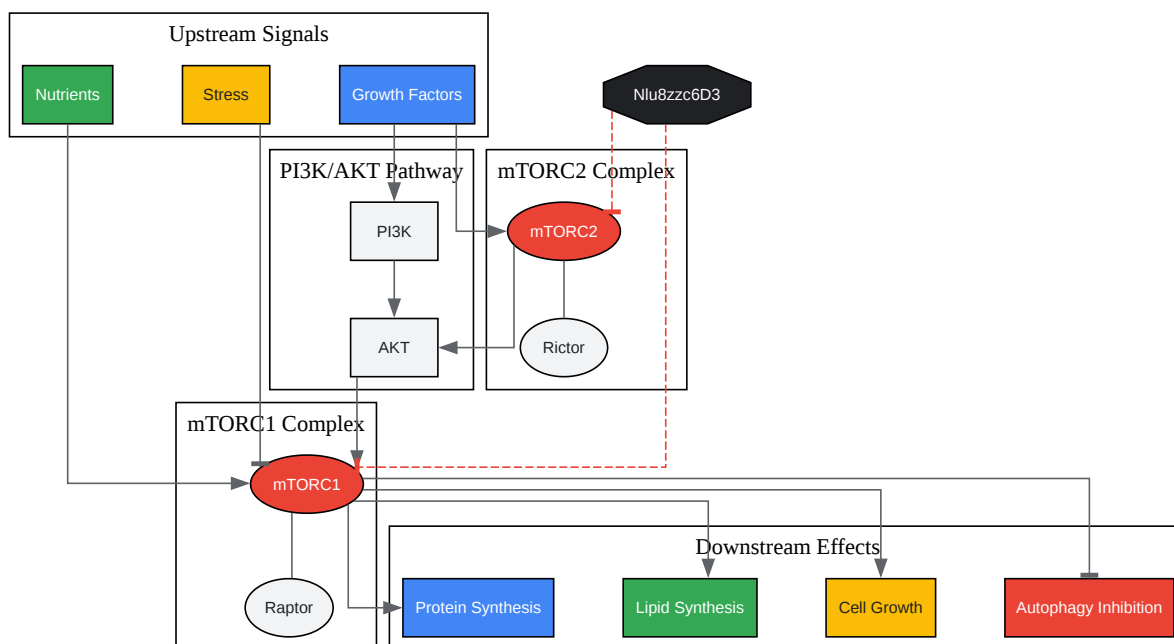 Upstream Signals
Nutrients
Stress
Growth Factors
Nlu8zzc6D3
PI3K/AKT Pathway
mTORC2 Complex
PI3K
mTORC2
AKT
Rictor
mTORC1 Complex
mTORC1
Downstream Effects
Raptor
Protein Synthesis
Lipid Synthesis
Cell Growth
Autophagy Inhibition